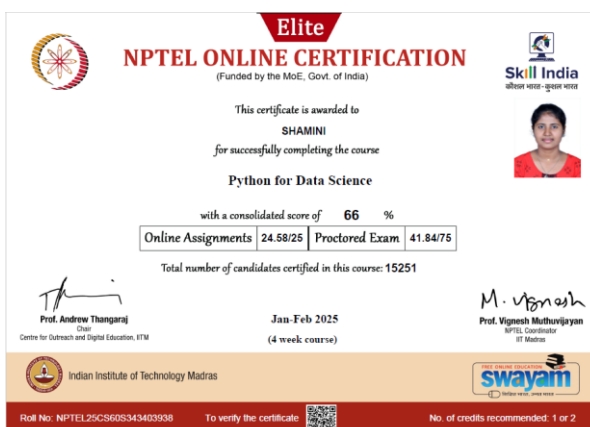 Elite
NPTEL ONLINE CERTIFICATION
(Funded by the MoE, Govt. of India)
Skill India
कौशल भारत - कुशल भारत
This certificate is awarded to
SHAMINI
for successfully completing the course
Python for Data Science
with a consolidated score of 66 %
Online Assignments 24.58/25 Proctored Exam 41.84/75
Total number of candidates certified in this course: 15251
M. Vignesh
Prof. Andrew Thangaraj
Chair
Centre for Outreach and Digital Education, IITM
Jan-Feb 2025
(4 week course)
Prof. Vignesh Muthuvijayan
NPTEL Coordinator
IIT Madras
Indian Institute of Technology Madras
FREE ONLINE EDUCATION
swayam
शिक्षित भारत, उन्नत भारत
Roll No: NPTEL25CS60S343403938 To verify the certificate No. of credits recommended: 1 or 2